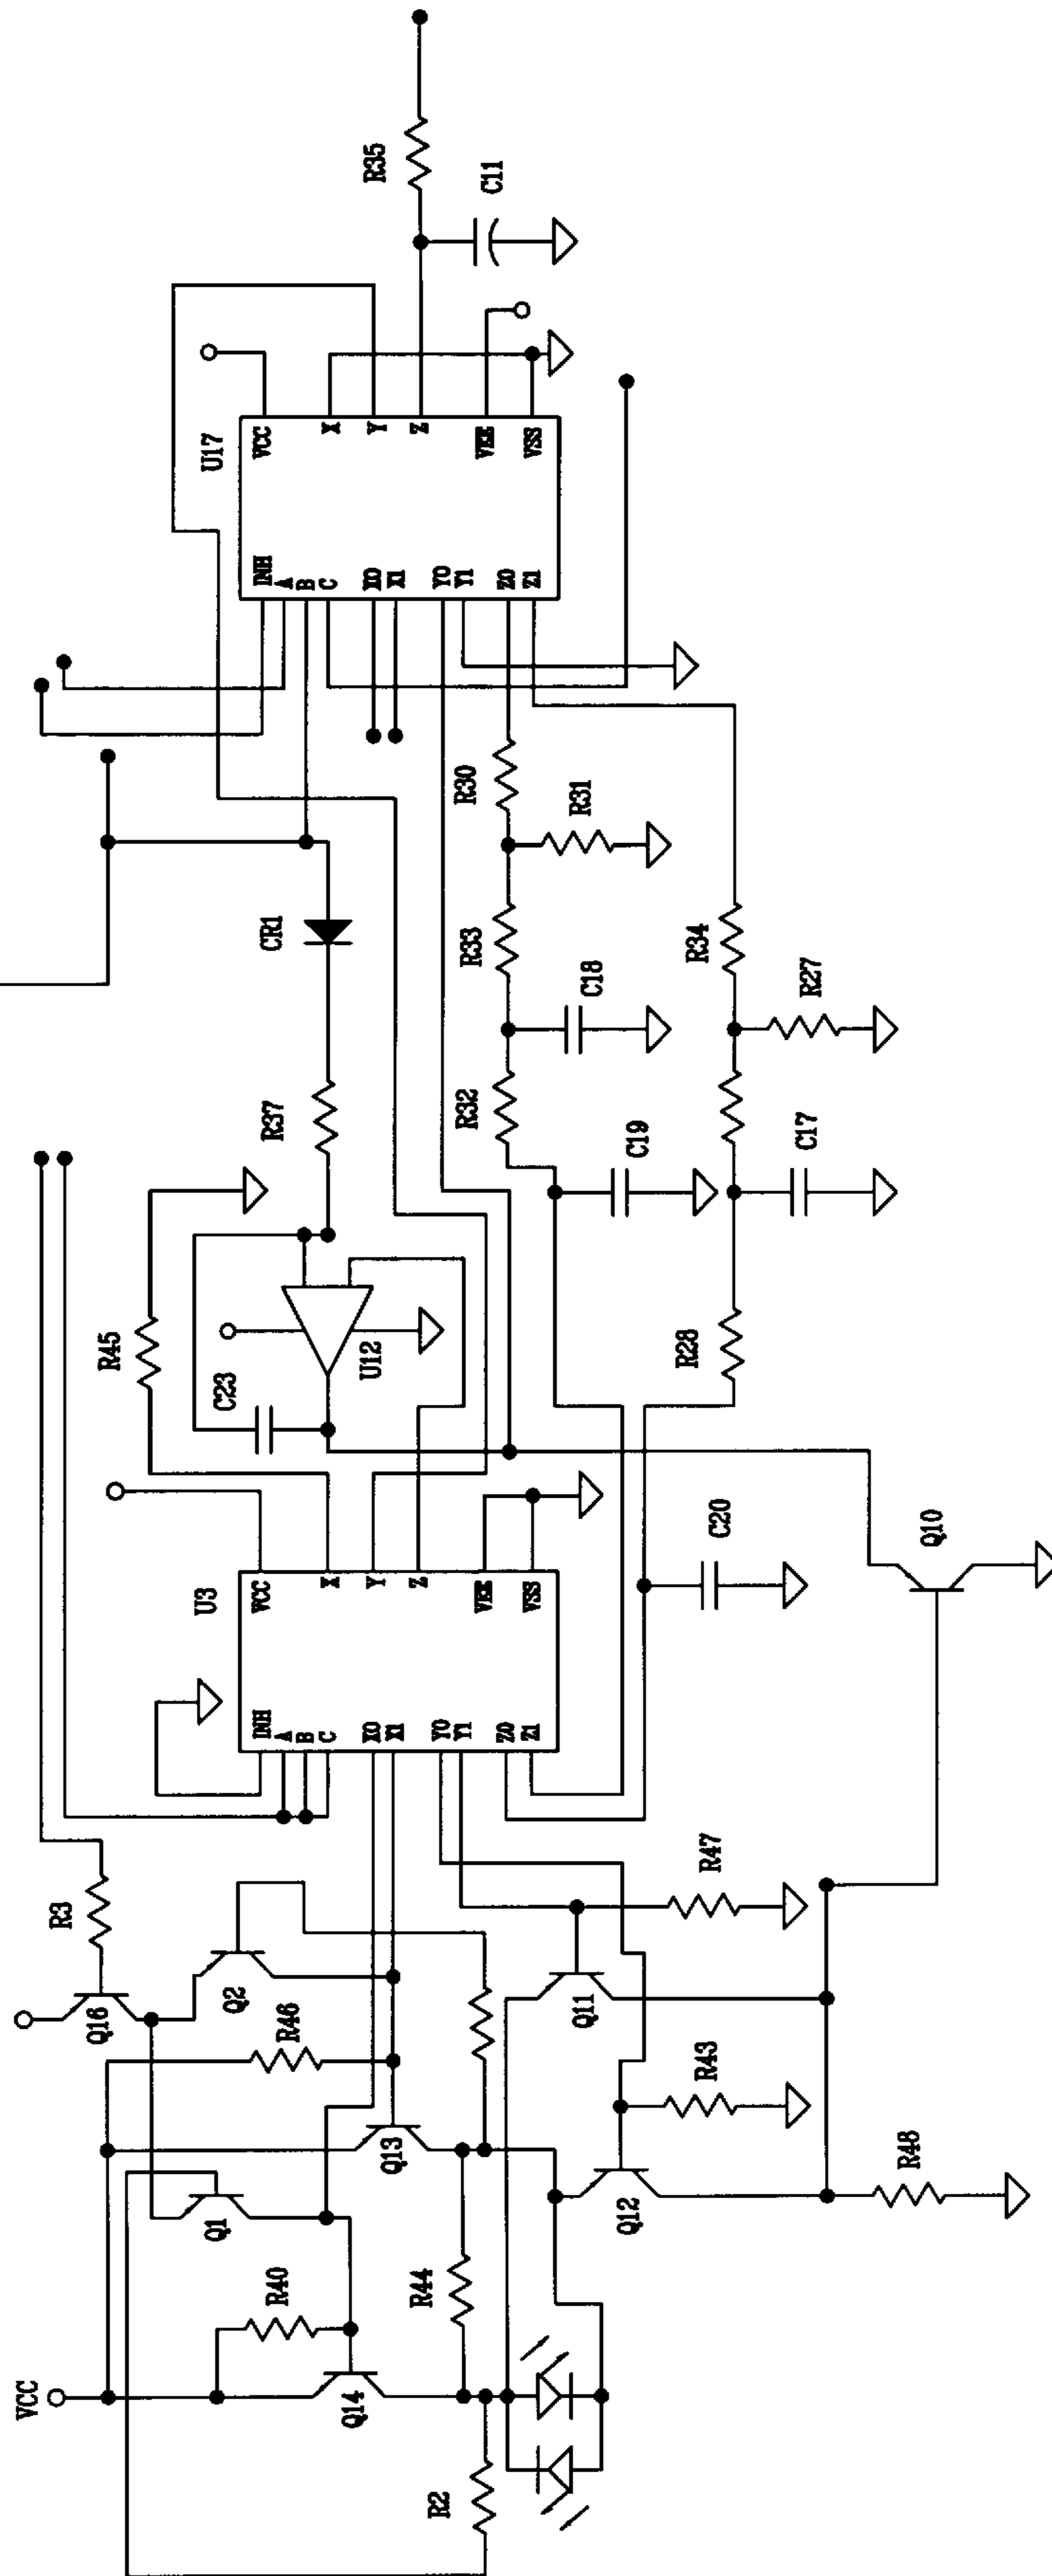 VCC
R2
Q14
R40
Q1
R44
Q13
R46
Q16
R3
Q2
Q12
R43
R48
Q11
R47
U3
INH
A
B
C
X0
X1
Y0
Y1
Z0
Z1
VCC
X
Y
Z
VEE
VSS
C20
Q10
C23
R45
U12
R28
R37
C19
C17
R32
C18
R33
CR1
R27
R34
R30
R31
U17
INH
A
B
C
X0
X1
Y0
Y1
Z0
Z1
VCC
X
Y
Z
VEE
VSS
R35
C11